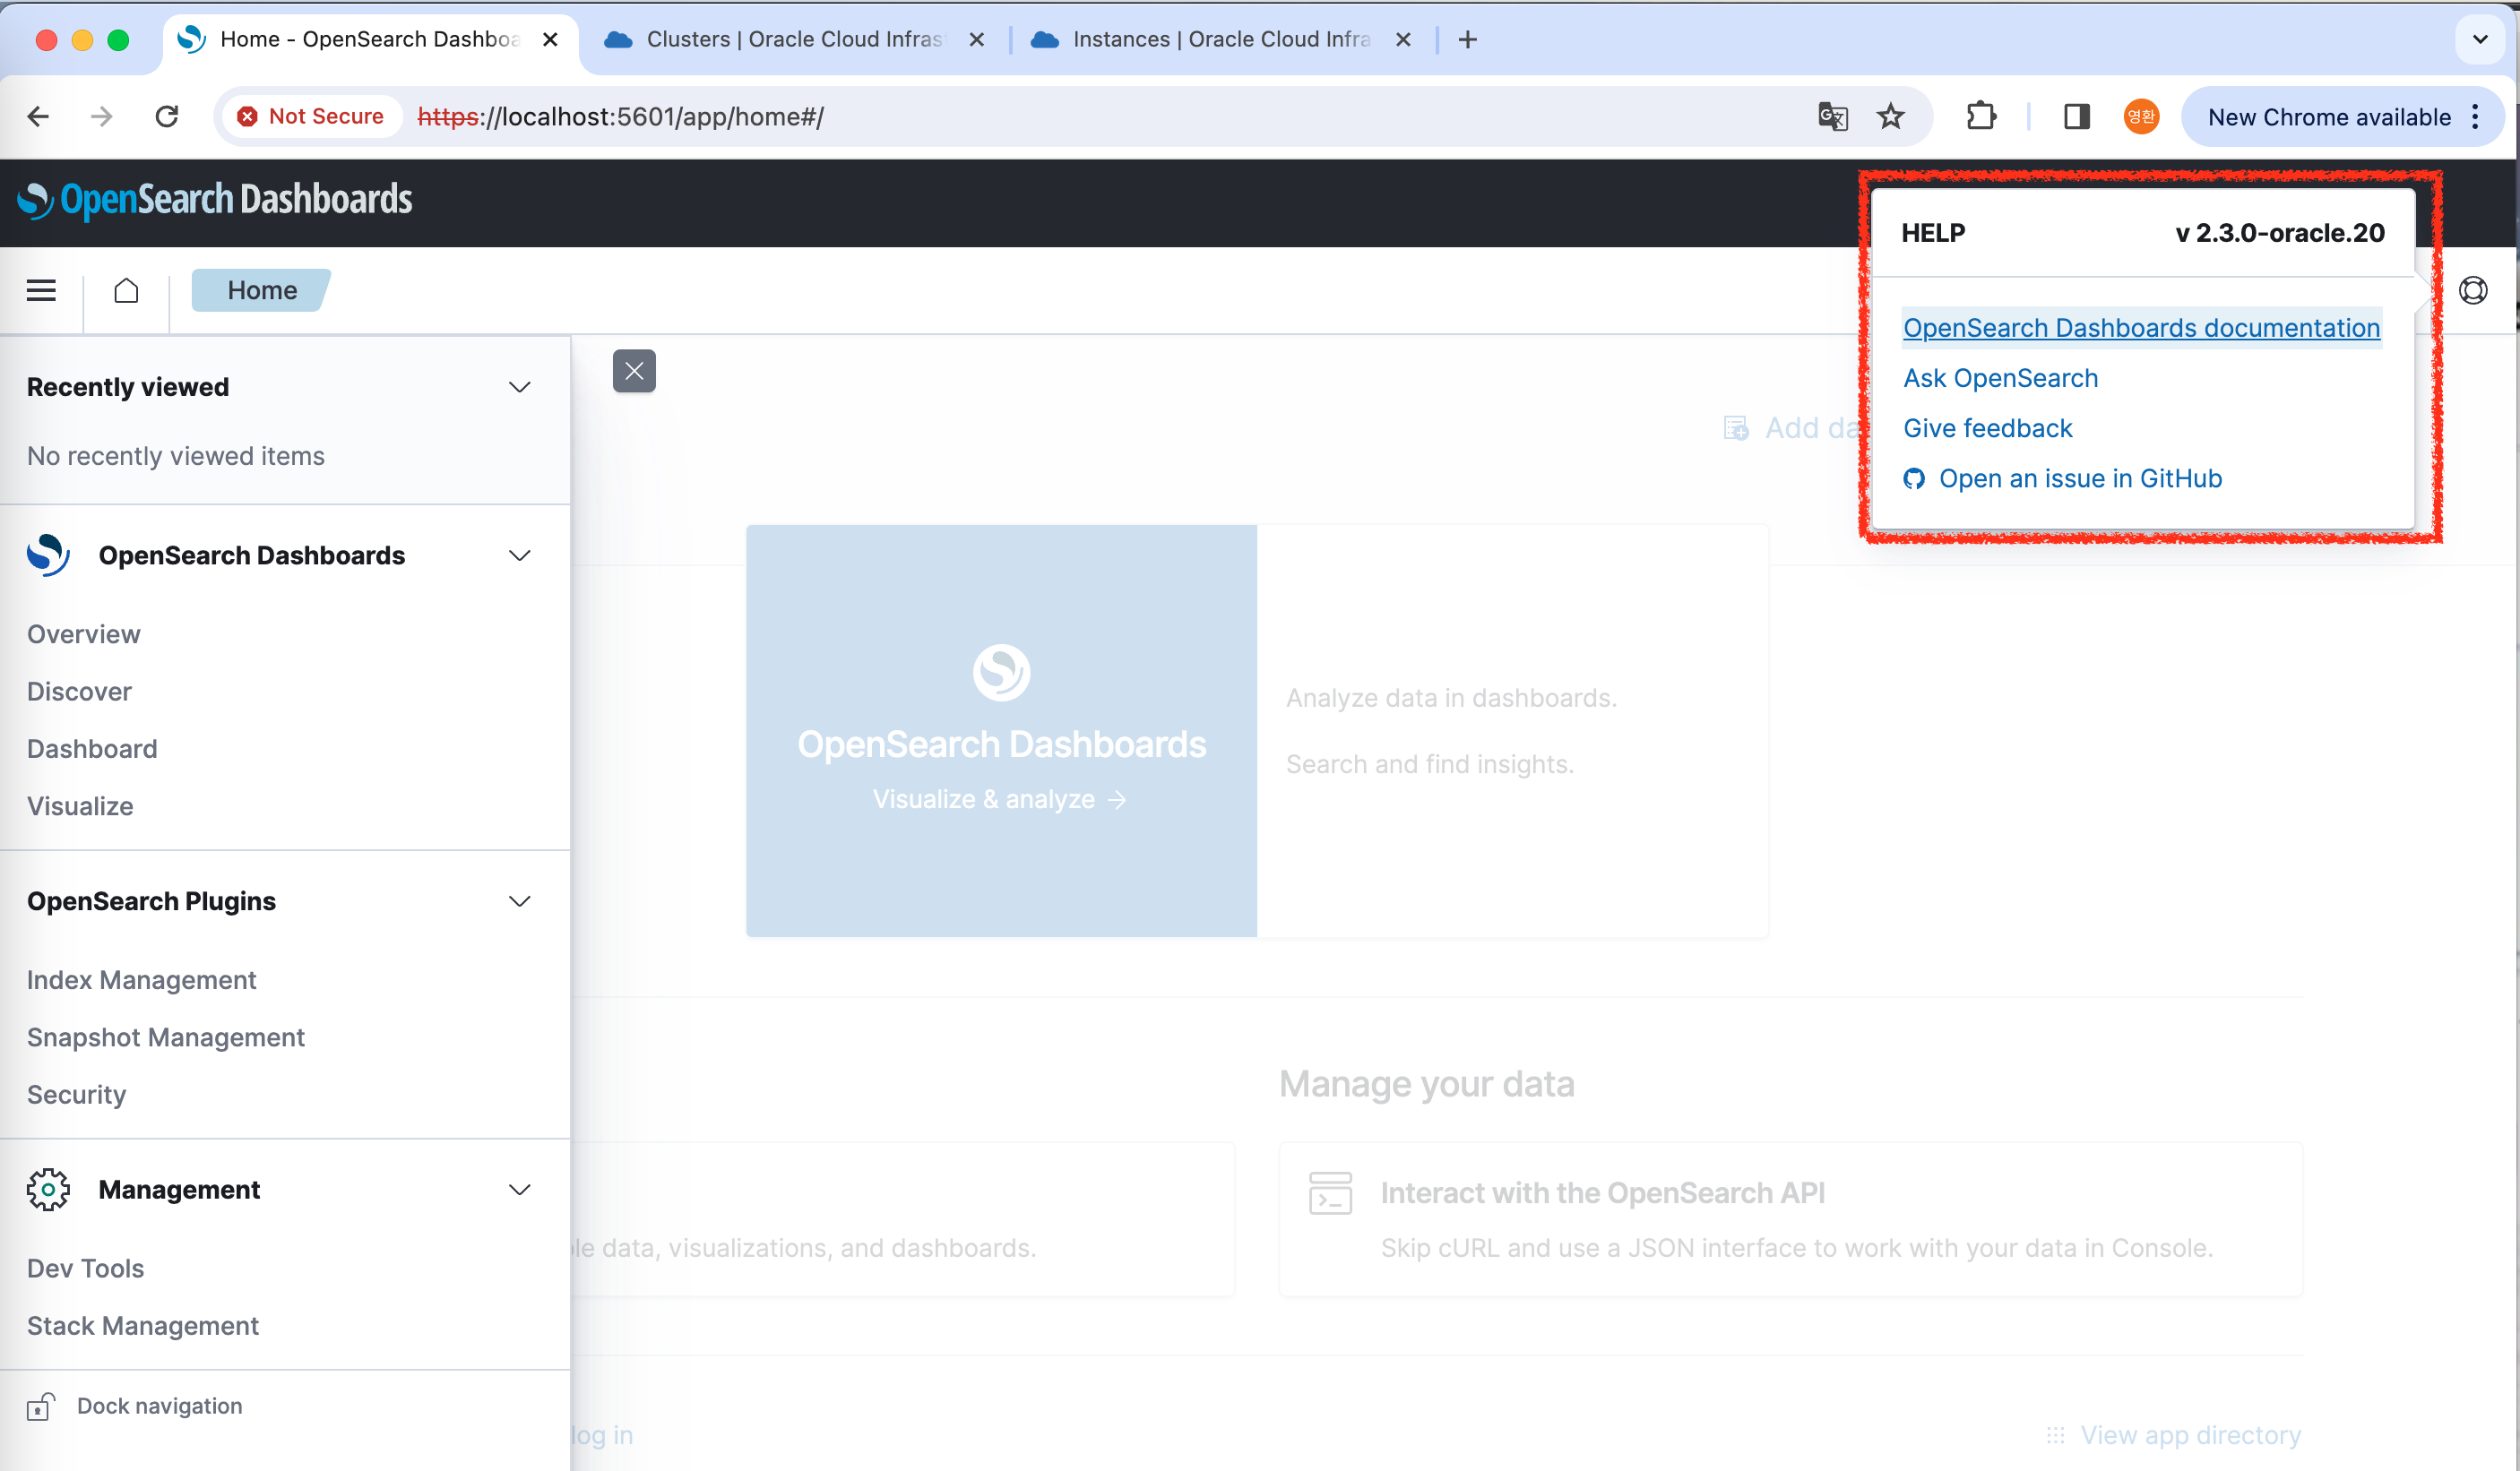 Home - OpenSearch Dashboa
Clusters | Oracle Cloud Infras
Instances | Oracle Cloud Infra
Not Secure
https://localhost:5601/app/home#/
영환
New Chrome available
OpenSearch Dashboards
HELP
v 2.3.0-oracle.20
Home
OpenSearch Dashboards documentation
Ask OpenSearch
Give feedback
Open an issue in GitHub
Recently viewed
No recently viewed items
Add da
OpenSearch Dashboards
Overview
Discover
Dashboard
Visualize
OpenSearch Dashboards
Visualize & analyze →
Analyze data in dashboards.
Search and find insights.
OpenSearch Plugins
Index Management
Snapshot Management
Security
Manage your data
Management
Interact with the OpenSearch API
le data, visualizations, and dashboards.
Skip cURL and use a JSON interface to work with your data in Console.
Dev Tools
Stack Management
Dock navigation
log in
View app directory